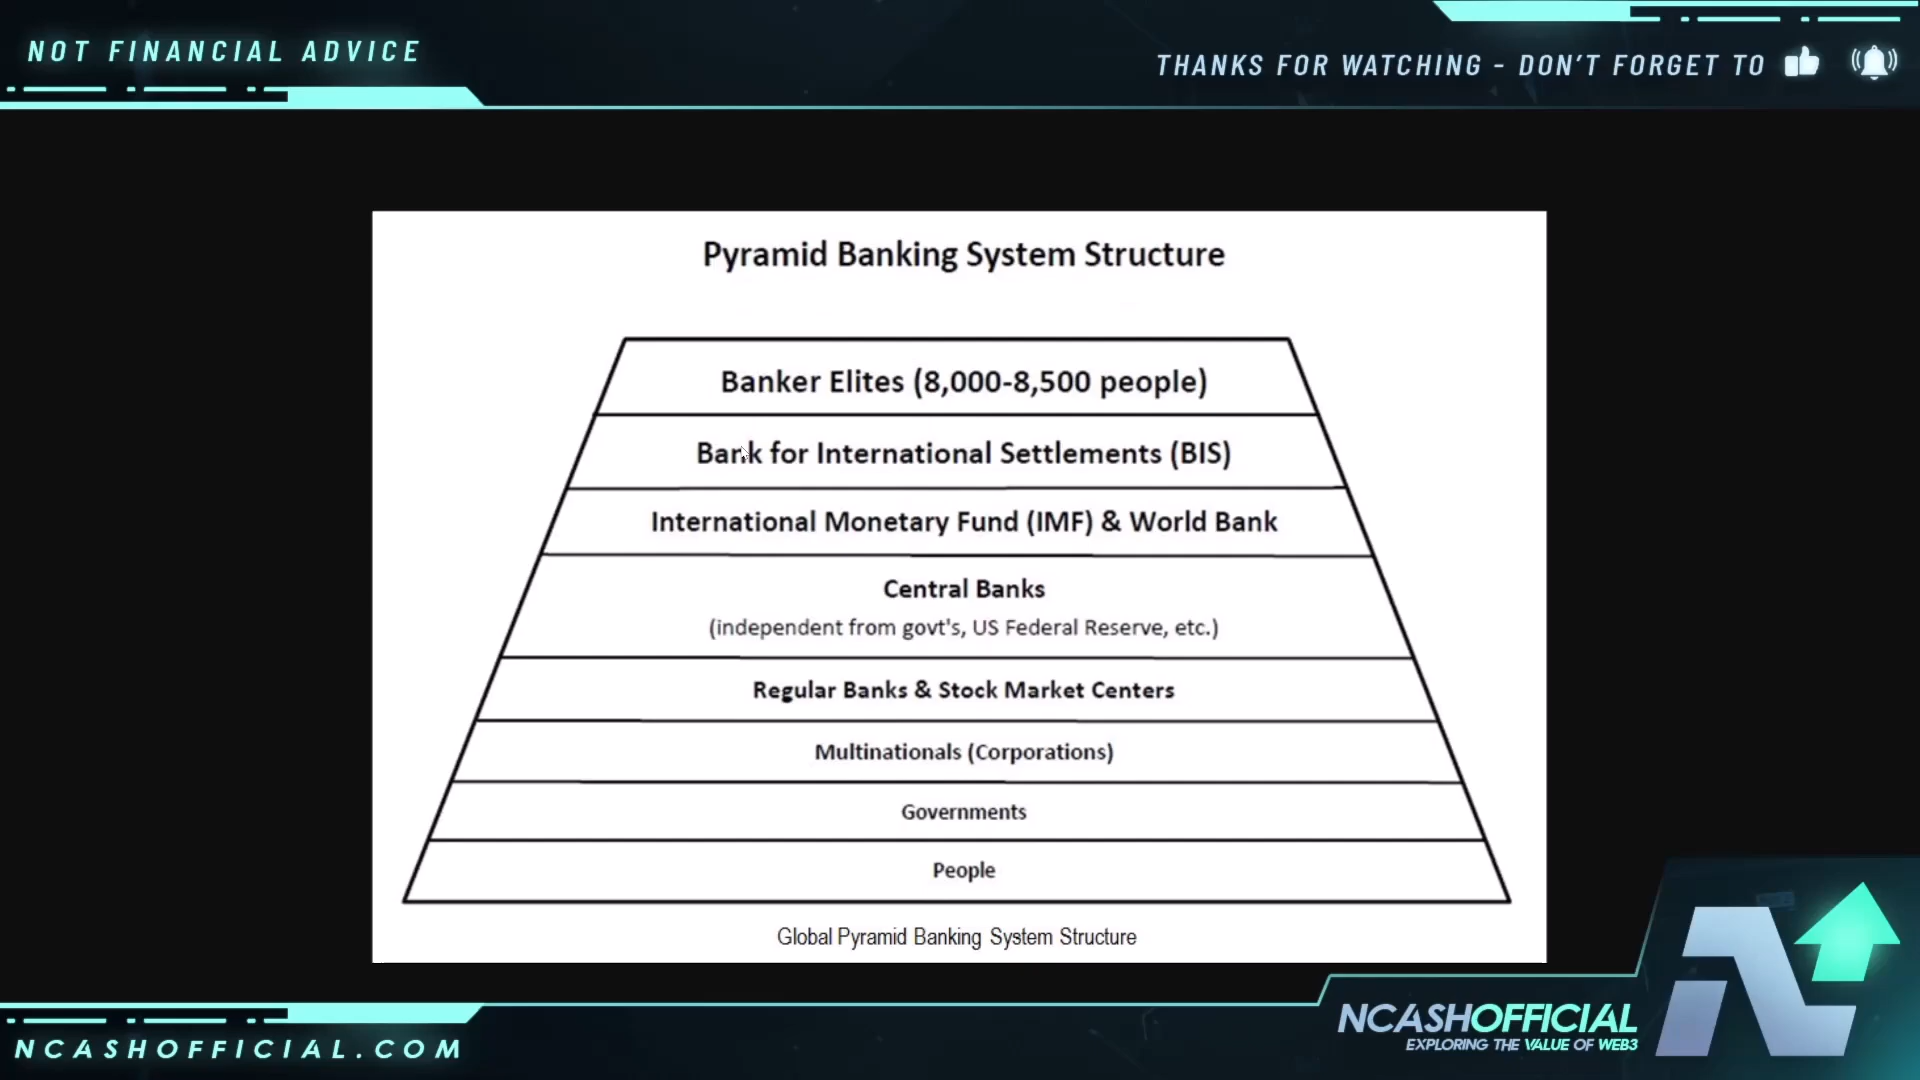 NOT FINANCIAL ADVICE
THANKS FOR WATCHING - DON'T FORGET TO
Pyramid Banking System Structure
Banker Elites (8,000-8,500 people)
Bank for International Settlements (BIS)
International Monetary Fund (IMF) & World Bank
Central Banks
(independent from govt's, US Federal Reserve, etc.)
Regular Banks & Stock Market Centers
Multinationals (Corporations)
Governments
People
Global Pyramid Banking System Structure
NCASHOFFICIAL.COM
NCASHOFFICIAL
EXPLORING THE VALUE OF WEB3